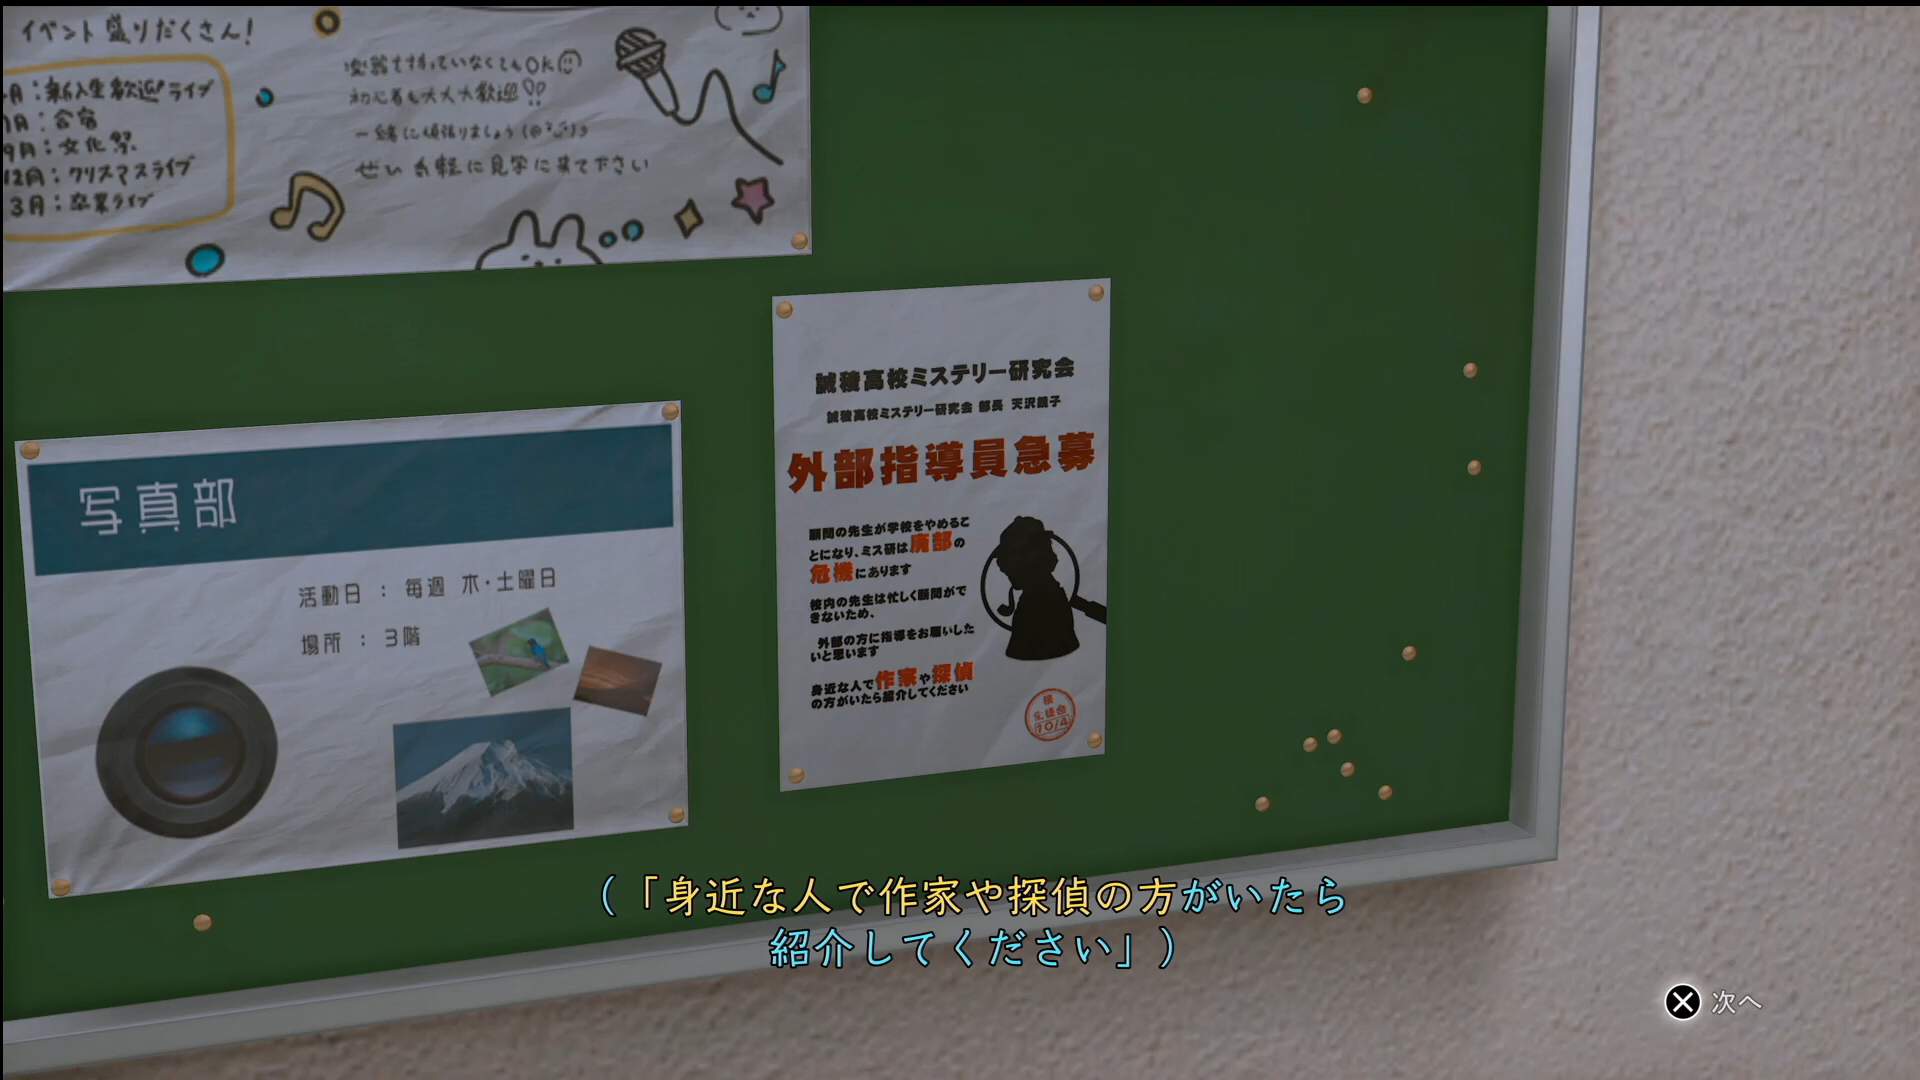 イベント盛りだくさん!
月：新入生歓迎ライブ
月：合宿
9月：文化祭
12月：クリスマスライブ
3月：卒業ライブ
楽器を持っていなくてもOK
初心者も大大大歓迎!!
一緒に頑張りましょう
ぜひ気軽に見学に来て下さい
誠稜高校ミステリー研究会
誠稜高校ミステリー研究会 部長 天沢鏡子
外部指導員急募
顧問の先生が学校をやめるこ
とになり、ミス研は廃部の
危機にあります
校内の先生は忙しく顧問がで
きないため、
外部の方に指導をお願いした
いと思います
身近な人で作家や探偵
の方がいたら紹介してください
検
生徒会
10/4
写真部
活動日 ： 毎週 木・土曜日
場所 ： 3階
（「身近な人で作家や探偵の方がいたら
紹介してください」）
次へ